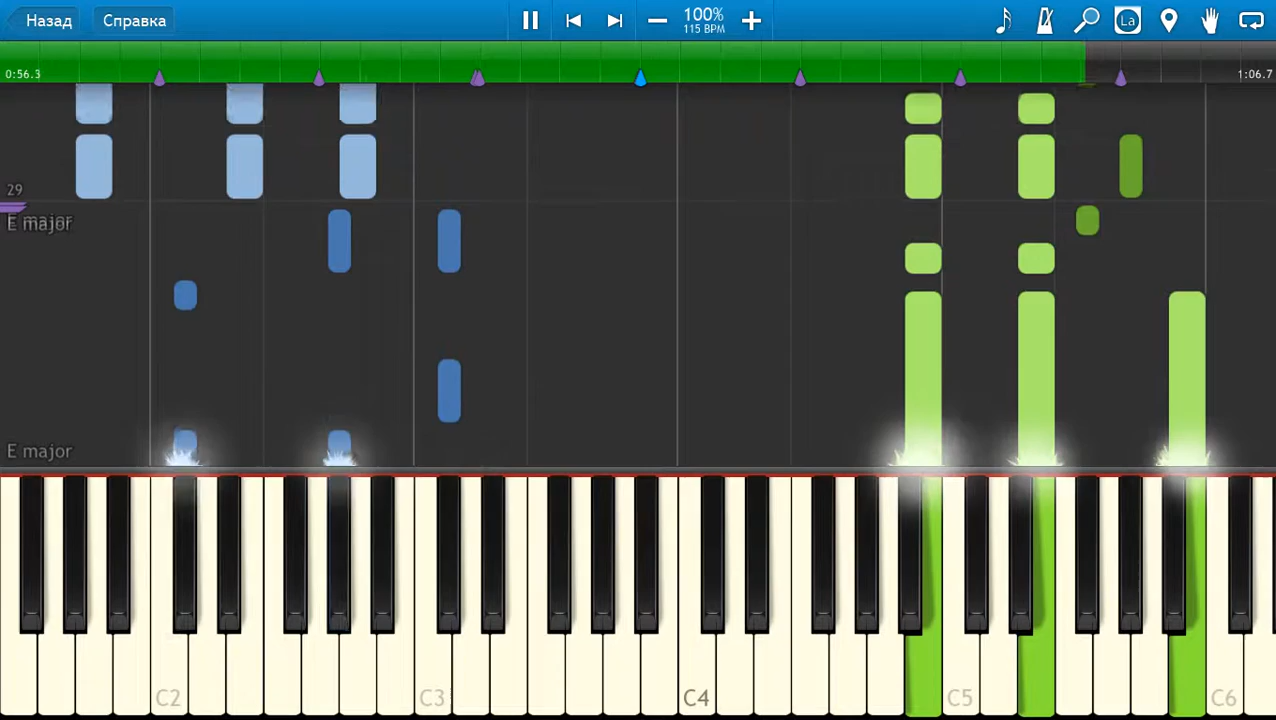 Назад
Справка
100%
115 BPM
La
0:56.3
1:06.7
29
E major
E major
C2
C3
C4
C5
C6